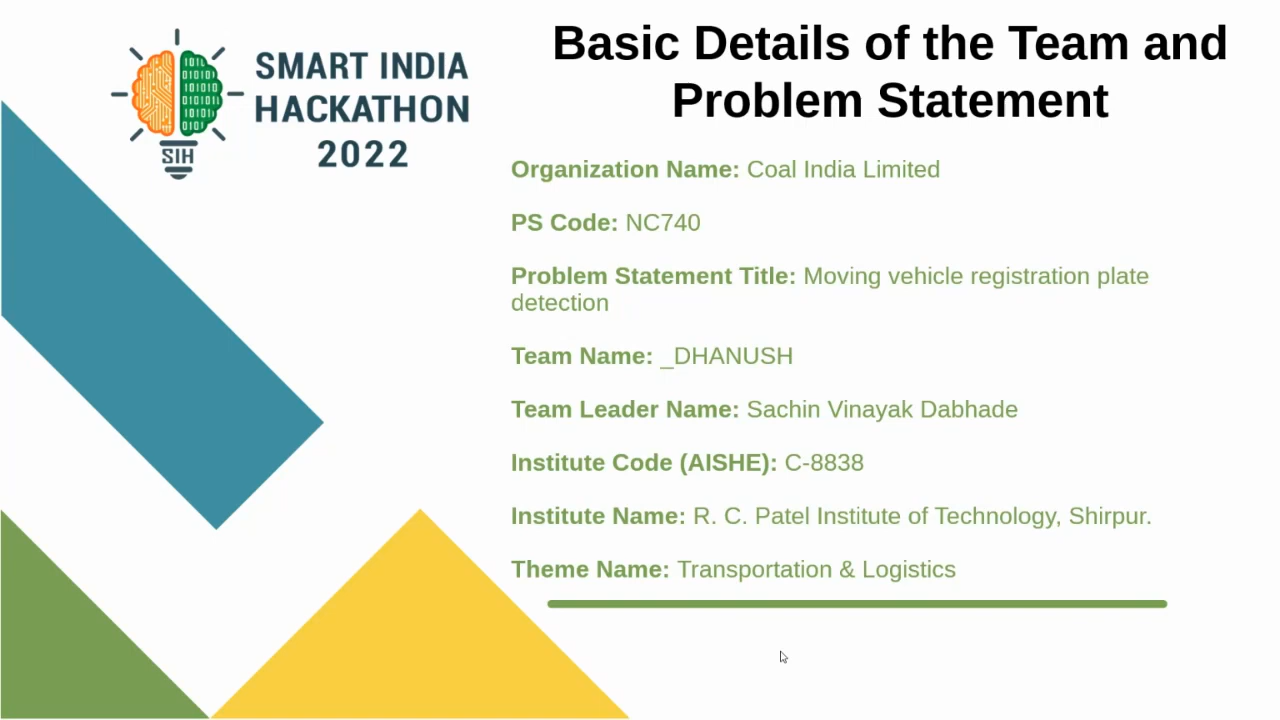 SMART INDIA
HACKATHON
2022
SIH
Basic Details of the Team and
Problem Statement
Organization Name: Coal India Limited
PS Code: NC740
Problem Statement Title: Moving vehicle registration plate
detection
Team Name: _DHANUSH
Team Leader Name: Sachin Vinayak Dabhade
Institute Code (AISHE): C-8838
Institute Name: R. C. Patel Institute of Technology, Shirpur.
Theme Name: Transportation & Logistics